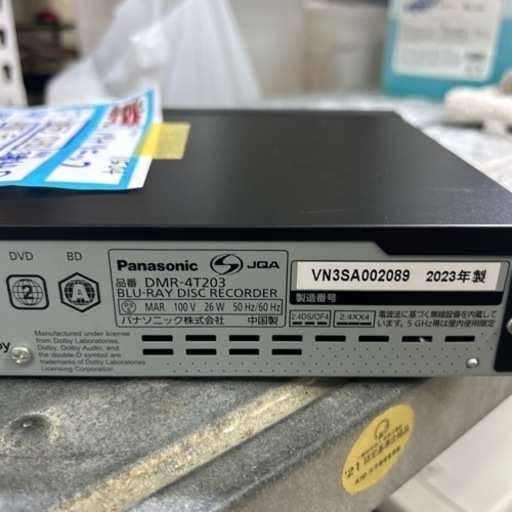 DVD
BD
2
A
Panasonic
JQA
品番 DMR-4T203
BLU-RAY DISC RECORDER
MAR 100 V 26 W 50 Hz/60 Hz
パナソニック株式会社 中国製
VN3SA002089 2023年製
製造番号
2.4DS/OF4
2.4XX4
電波法に基づく無線設備を内蔵して
います。5 GHz帯は屋内使用限定
Manufactured under license
from Dolby Laboratories.
Dolby, Dolby Audio, and
the double-D symbol are
trademarks of Dolby Laboratories
Licensing Corporation.
'21